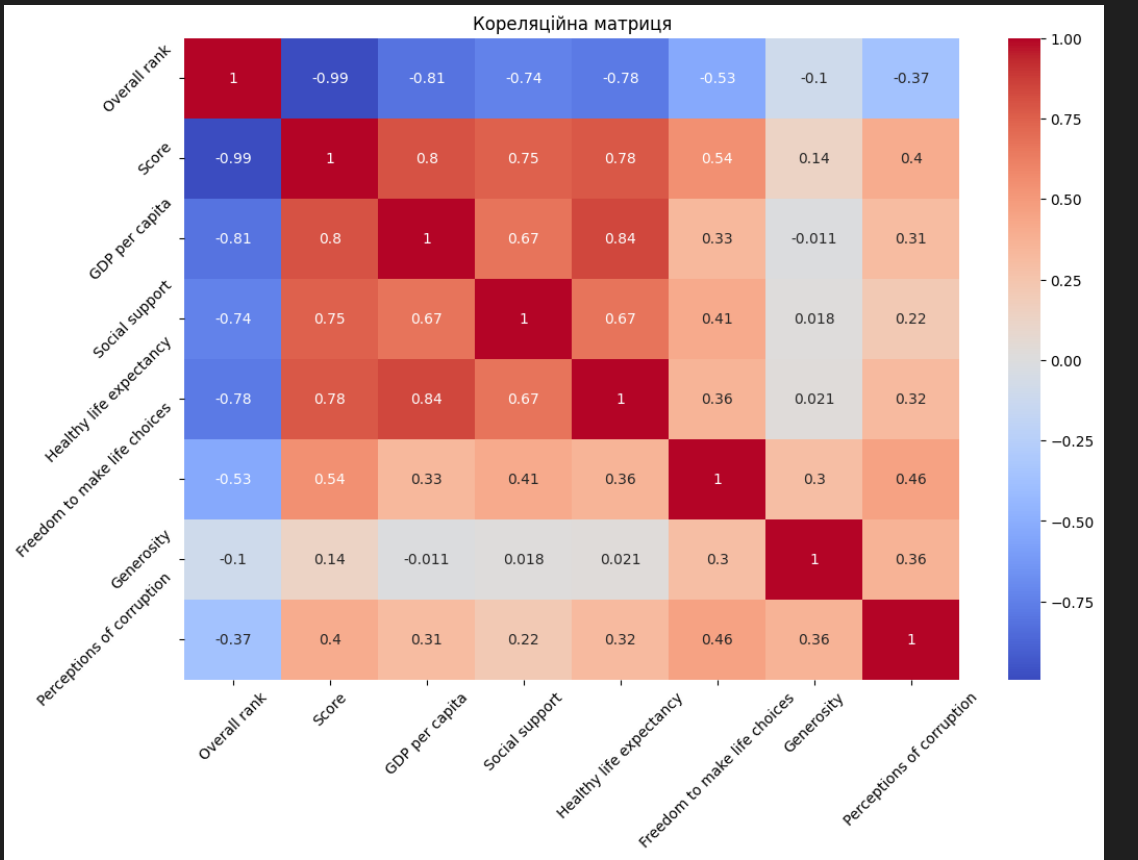 Кореляційна матриця
Overall rank 1 -0.99 -0.81 -0.74 -0.78 -0.53 -0.1 -0.37
Score -0.99 1 0.8 0.75 0.78 0.54 0.14 0.4
GDP per capita -0.81 0.8 1 0.67 0.84 0.33 -0.011 0.31
Social support -0.74 0.75 0.67 1 0.67 0.41 0.018 0.22
Healthy life expectancy -0.78 0.78 0.84 0.67 1 0.36 0.021 0.32
Freedom to make life choices -0.53 0.54 0.33 0.41 0.36 1 0.3 0.46
Generosity -0.1 0.14 -0.011 0.018 0.021 0.3 1 0.36
Perceptions of corruption -0.37 0.4 0.31 0.22 0.32 0.46 0.36 1
Overall rank
Score
GDP per capita
Social support
Healthy life expectancy
Freedom to make life choices
Generosity
Perceptions of corruption
1.00
0.75
0.50
0.25
0.00
−0.25
−0.50
−0.75